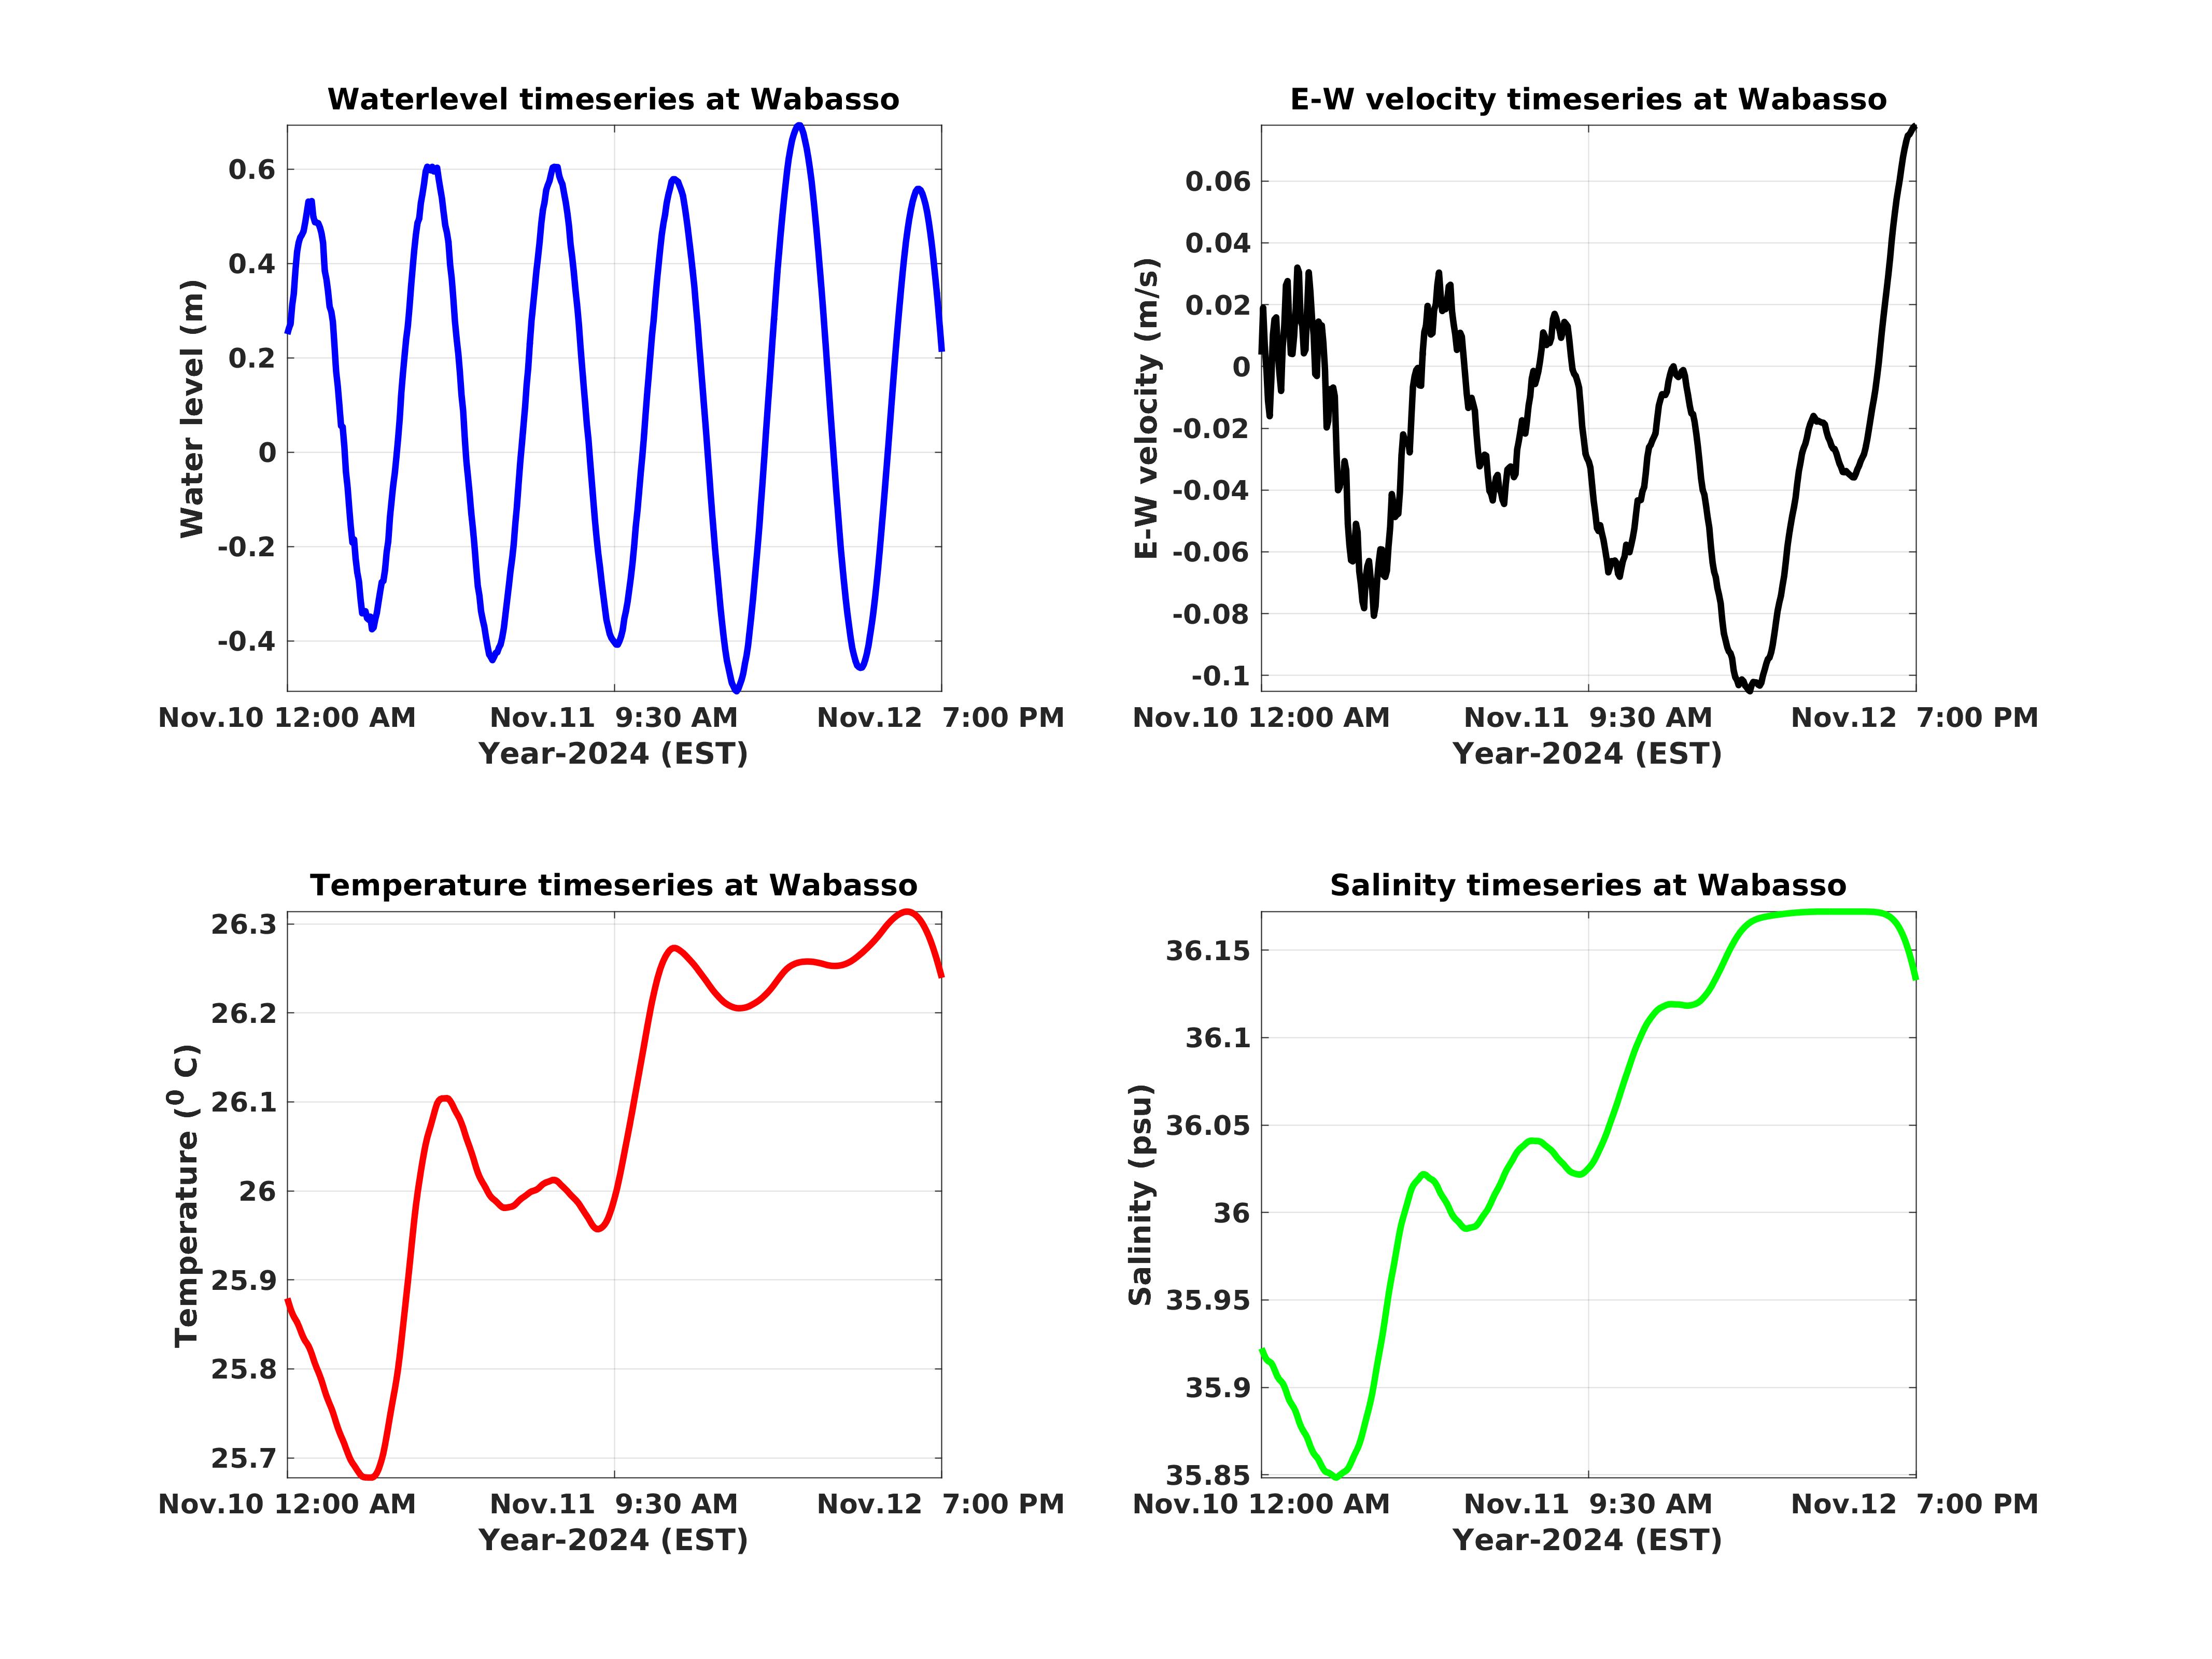 Waterlevel timeseries at Wabasso
0.6
0.4
0.2
0
-0.2
-0.4
Water level (m)
Nov.10 12:00 AM Nov.11 9:30 AM Nov.12 7:00 PM
Year-2024 (EST)
E-W velocity timeseries at Wabasso
0.06
0.04
0.02
0
-0.02
-0.04
-0.06
-0.08
-0.1
E-W velocity (m/s)
Nov.10 12:00 AM Nov.11 9:30 AM Nov.12 7:00 PM
Year-2024 (EST)
Temperature timeseries at Wabasso
26.3
26.2
26.1
26
25.9
25.8
25.7
Temperature (⁰ C)
Nov.10 12:00 AM Nov.11 9:30 AM Nov.12 7:00 PM
Year-2024 (EST)
Salinity timeseries at Wabasso
36.15
36.1
36.05
36
35.95
35.9
35.85
Salinity (psu)
Nov.10 12:00 AM Nov.11 9:30 AM Nov.12 7:00 PM
Year-2024 (EST)